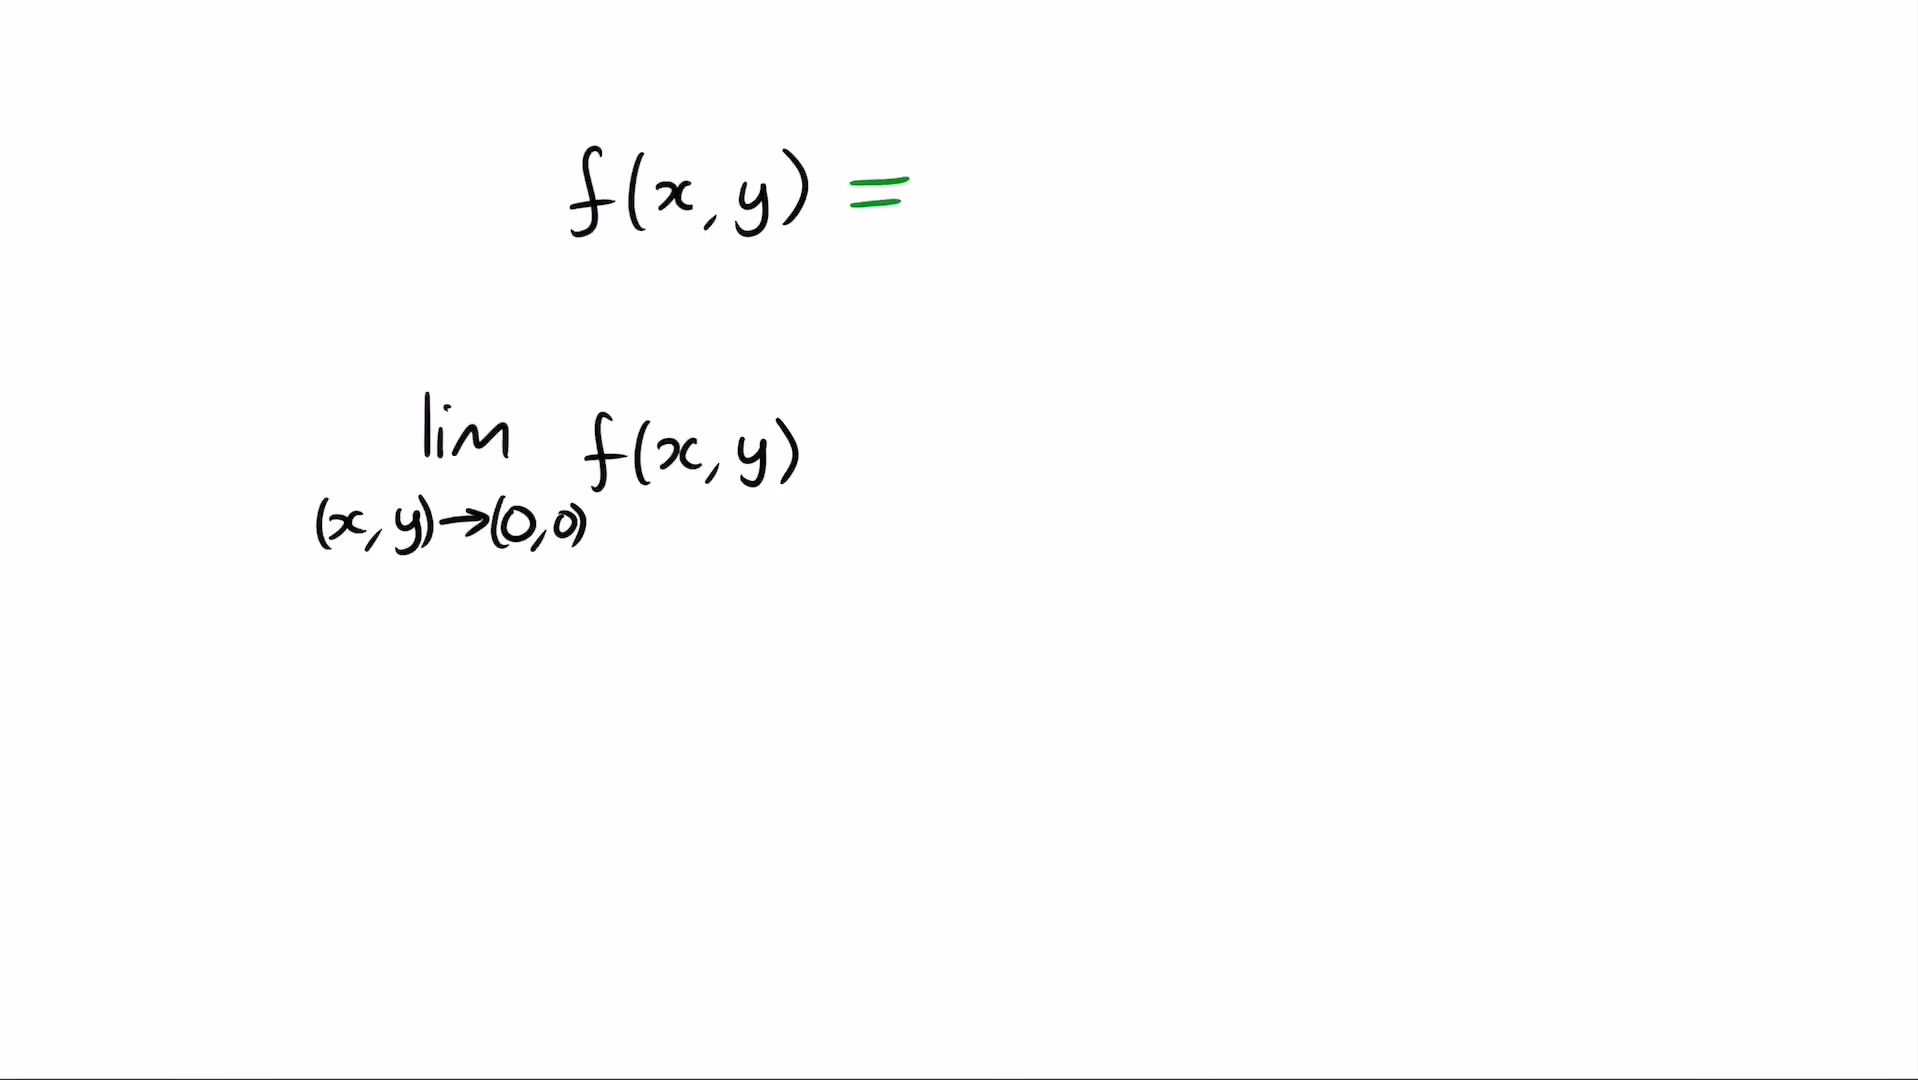 f(x, y) =
lim f(x, y)
(x, y)→(0,0)